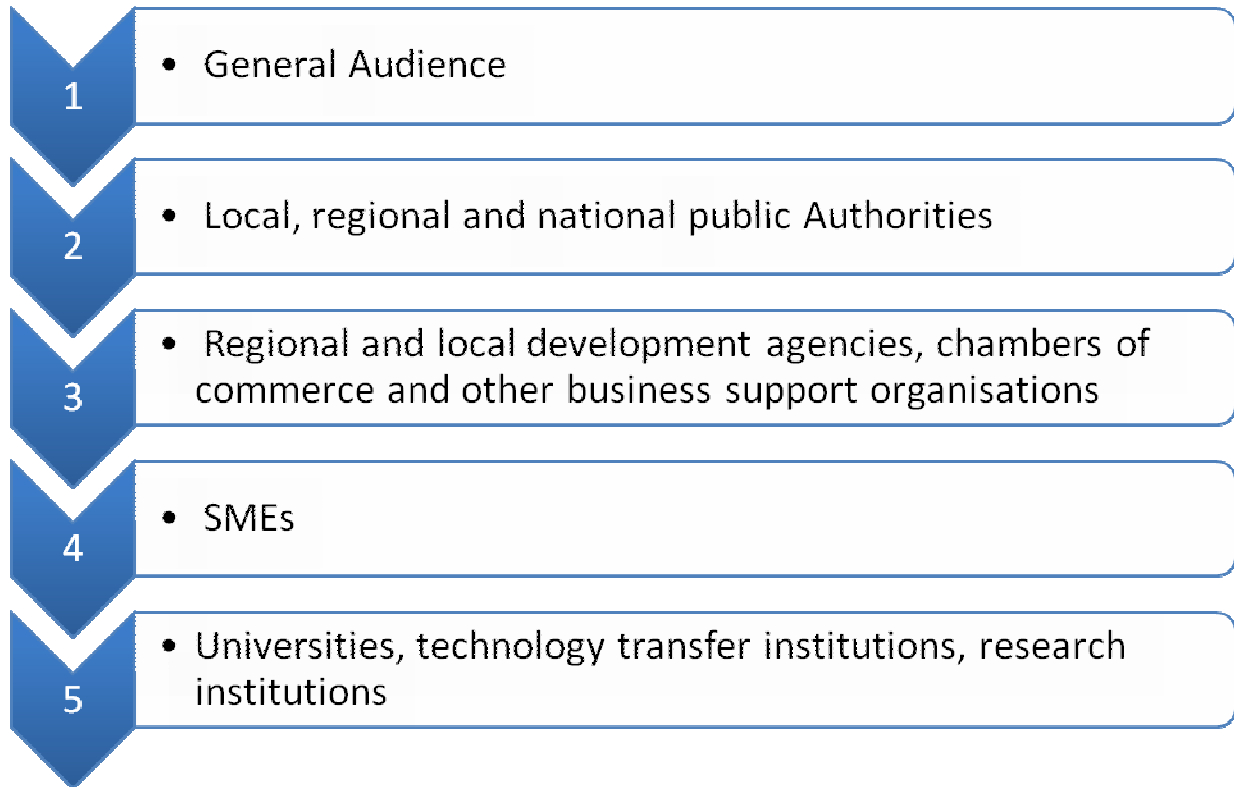 1
• General Audience
2
• Local, regional and national public Authorities
3
• Regional and local development agencies, chambers of
commerce and other business support organisations
4
• SMEs
5
• Universities, technology transfer institutions, research
institutions